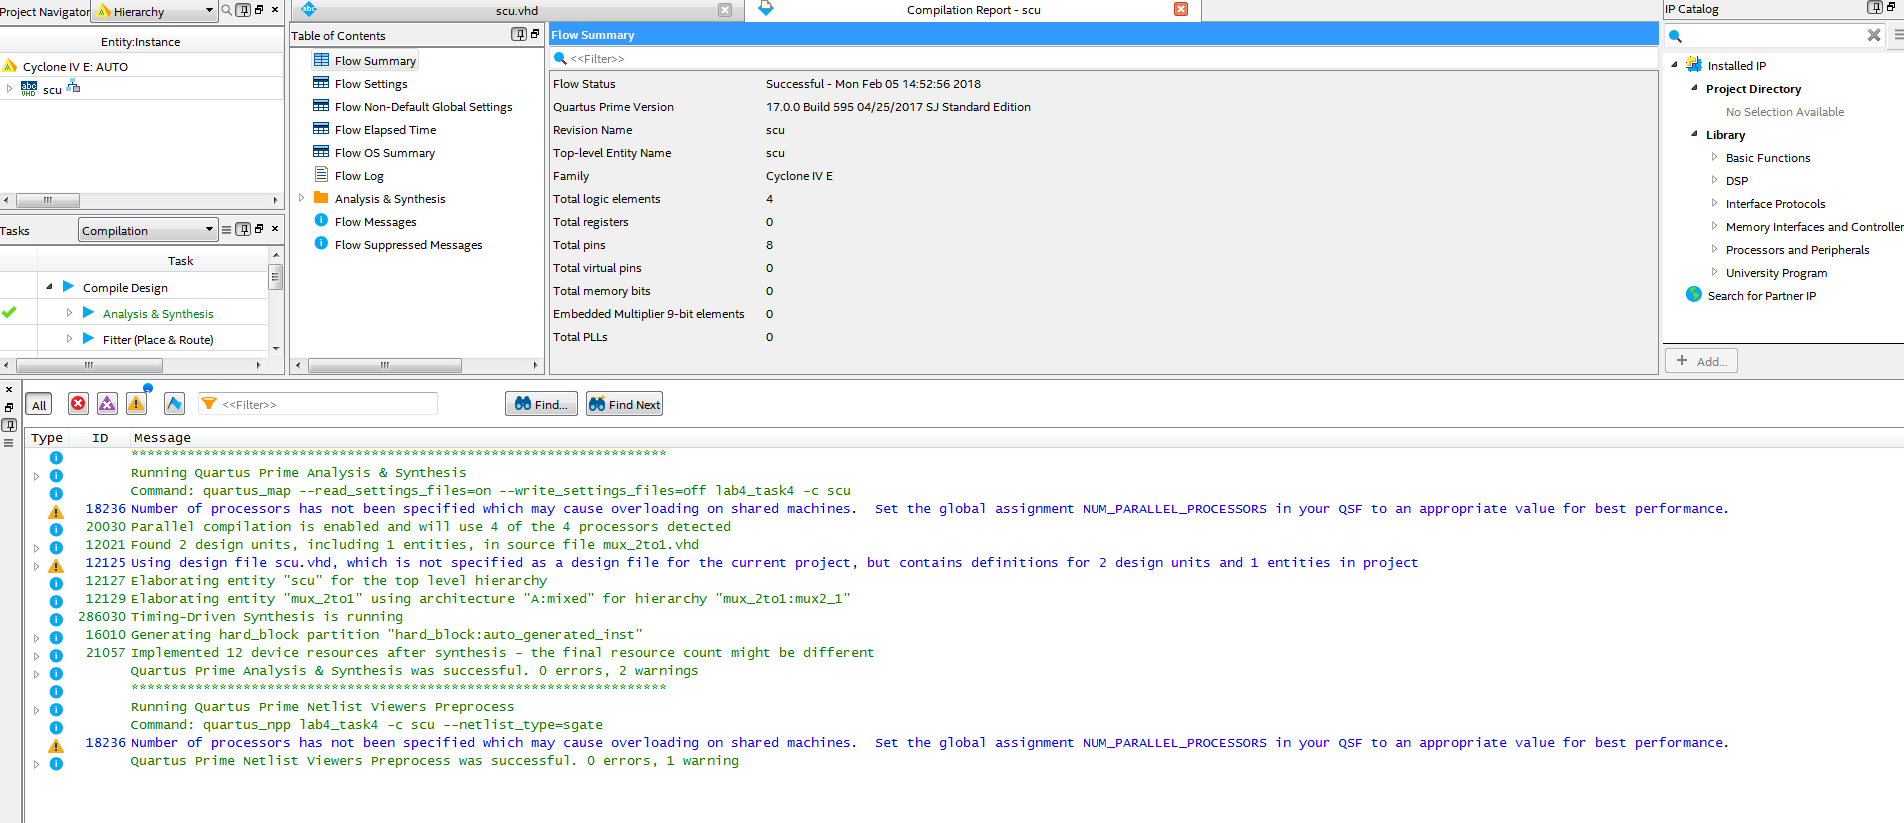 Project Navigator Hierarchy
Entity:Instance
Cyclone IV E: AUTO
abc VHD scu
Tasks Compilation
Task
Compile Design
Analysis & Synthesis
Fitter (Place & Route)
abc scu.vhd
Compilation Report - scu
Table of Contents
Flow Summary
Flow Settings
Flow Non-Default Global Settings
Flow Elapsed Time
Flow OS Summary
Flow Log
Analysis & Synthesis
Flow Messages
Flow Suppressed Messages
Flow Summary
<<Filter>>
Flow Status Successful - Mon Feb 05 14:52:56 2018
Quartus Prime Version 17.0.0 Build 595 04/25/2017 SJ Standard Edition
Revision Name scu
Top-level Entity Name scu
Family Cyclone IV E
Total logic elements 4
Total registers 0
Total pins 8
Total virtual pins 0
Total memory bits 0
Embedded Multiplier 9-bit elements 0
Total PLLs 0
IP Catalog
Installed IP
Project Directory
No Selection Available
Library
Basic Functions
DSP
Interface Protocols
Memory Interfaces and Controller
Processors and Peripherals
University Program
Search for Partner IP
+ Add...
All <<Filter>> Find... Find Next
Type ID Message
*******************************************************************
Running Quartus Prime Analysis & Synthesis
Command: quartus_map --read_settings_files=on --write_settings_files=off lab4_task4 -c scu
18236 Number of processors has not been specified which may cause overloading on shared machines.  Set the global assignment NUM_PARALLEL_PROCESSORS in your QSF to an appropriate value for best performance.
20030 Parallel compilation is enabled and will use 4 of the 4 processors detected
12021 Found 2 design units, including 1 entities, in source file mux_2to1.vhd
12125 Using design file scu.vhd, which is not specified as a design file for the current project, but contains definitions for 2 design units and 1 entities in project
12127 Elaborating entity "scu" for the top level hierarchy
12129 Elaborating entity "mux_2to1" using architecture "A:mixed" for hierarchy "mux_2to1:mux2_1"
286030 Timing-Driven Synthesis is running
16010 Generating hard_block partition "hard_block:auto_generated_inst"
21057 Implemented 12 device resources after synthesis - the final resource count might be different
Quartus Prime Analysis & Synthesis was successful. 0 errors, 2 warnings
*******************************************************************
Running Quartus Prime Netlist Viewers Preprocess
Command: quartus_npp lab4_task4 -c scu --netlist_type=sgate
18236 Number of processors has not been specified which may cause overloading on shared machines.  Set the global assignment NUM_PARALLEL_PROCESSORS in your QSF to an appropriate value for best performance.
Quartus Prime Netlist Viewers Preprocess was successful. 0 errors, 1 warning